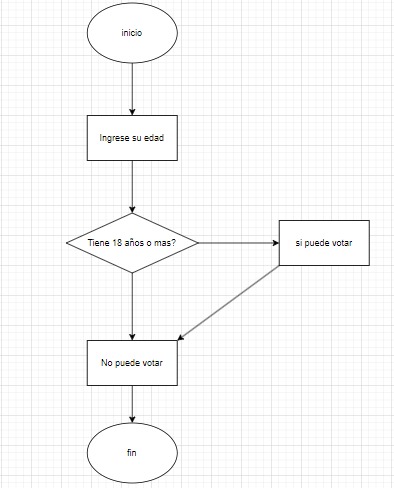 inicio
Ingrese su edad
Tiene 18 años o mas?
si puede votar
No puede votar
fin